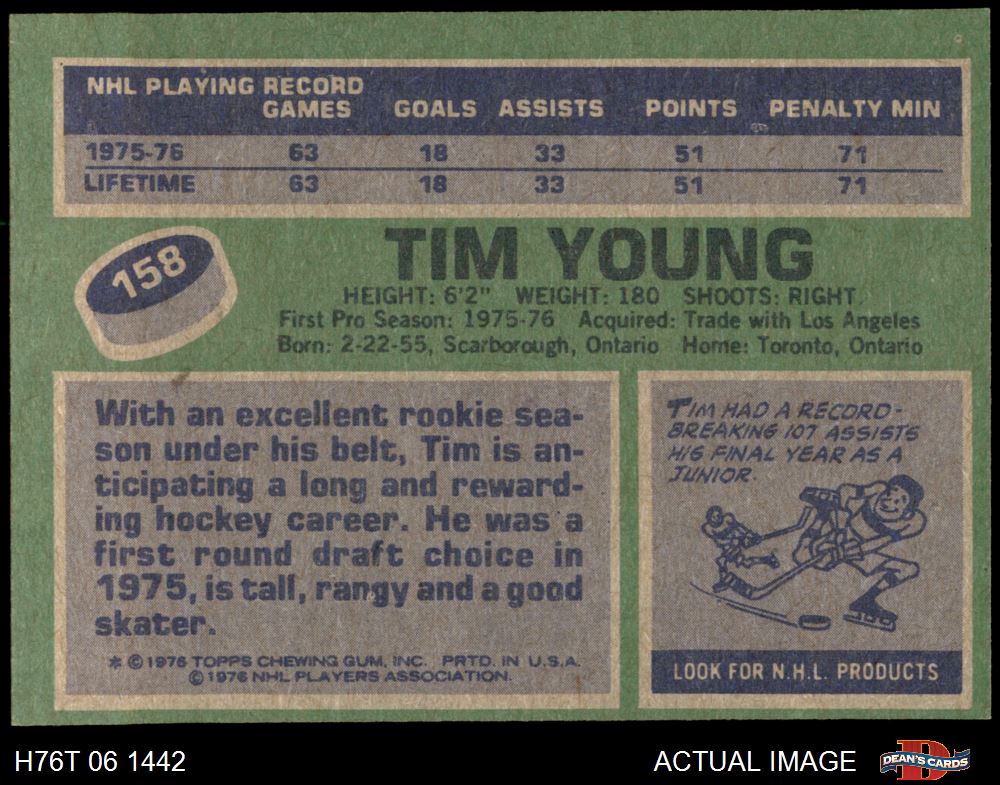 NHL PLAYING RECORD
GAMES GOALS ASSISTS POINTS PENALTY MIN
1975-76 63 18 33 51 71
LIFETIME 63 18 33 51 71
158
TIM YOUNG
HEIGHT: 6'2" WEIGHT: 180 SHOOTS: RIGHT
First Pro Season: 1975-76 Acquired: Trade with Los Angeles
Born: 2-22-55, Scarborough, Ontario Home: Toronto, Ontario
With an excellent rookie sea-
son under his belt, Tim is an-
ticipating a long and reward-
ing hockey career. He was a
first round draft choice in
1975, is tall, rangy and a good
skater.
* © 1976 TOPPS CHEWING GUM, INC. PRTD. IN U.S.A.
© 1976 NHL PLAYERS ASSOCIATION.
TIM HAD A RECORD-
BREAKING 107 ASSISTS
HIS FINAL YEAR AS A
JUNIOR.
LOOK FOR N.H.L. PRODUCTS
H76T 06 1442 ACTUAL IMAGE D DEAN'S CARDS